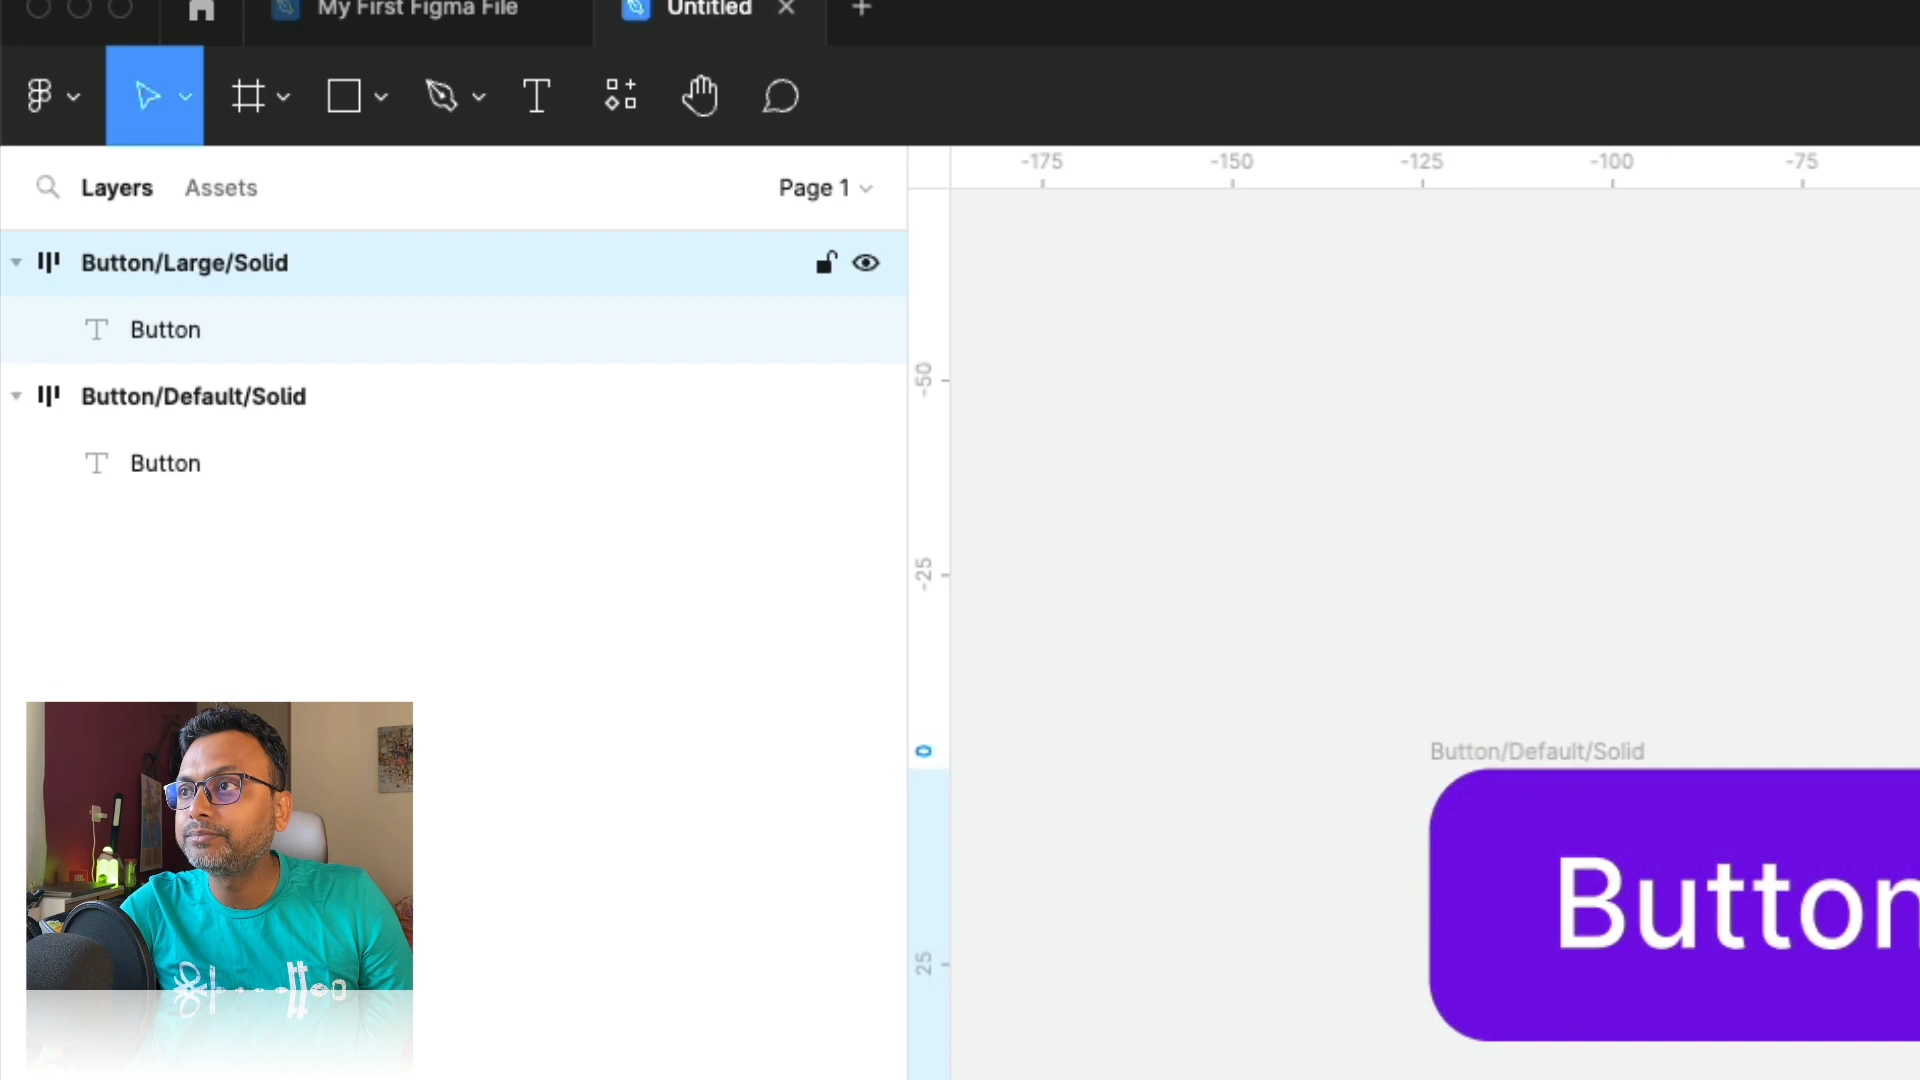 My First Figma File
Untitled
Layers
Assets
Page 1
-175
-150
-125
-100
-75
Button/Large/Solid
Button
Button/Default/Solid
Button
-50
-25
0
25
Button/Default/Solid
Button